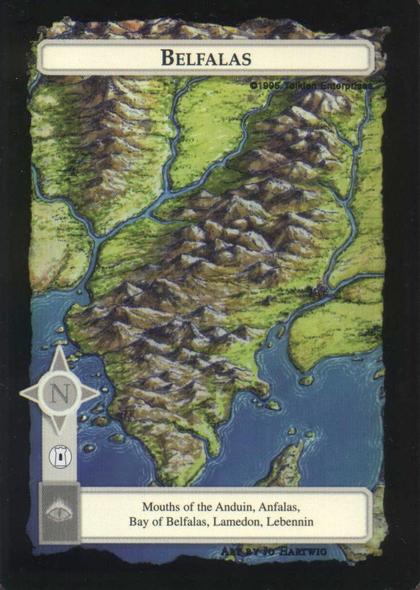 BELFALAS
©1995 Tolkien Enterprises
N
Mouths of the Anduin, Anfalas,
Bay of Belfalas, Lamedon, Lebennin
ART BY JO HARTWIG